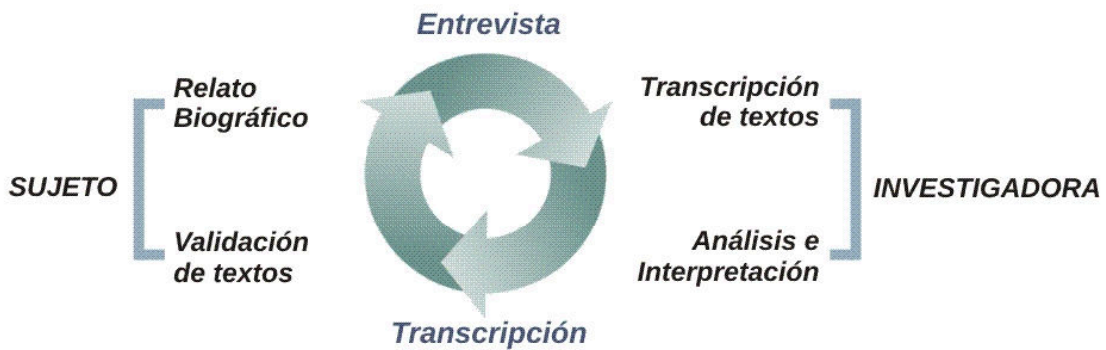 Entrevista
Relato
Biográfico
Transcripción
de textos
SUJETO
INVESTIGADORA
Validación
de textos
Análisis e
Interpretación
Transcripción